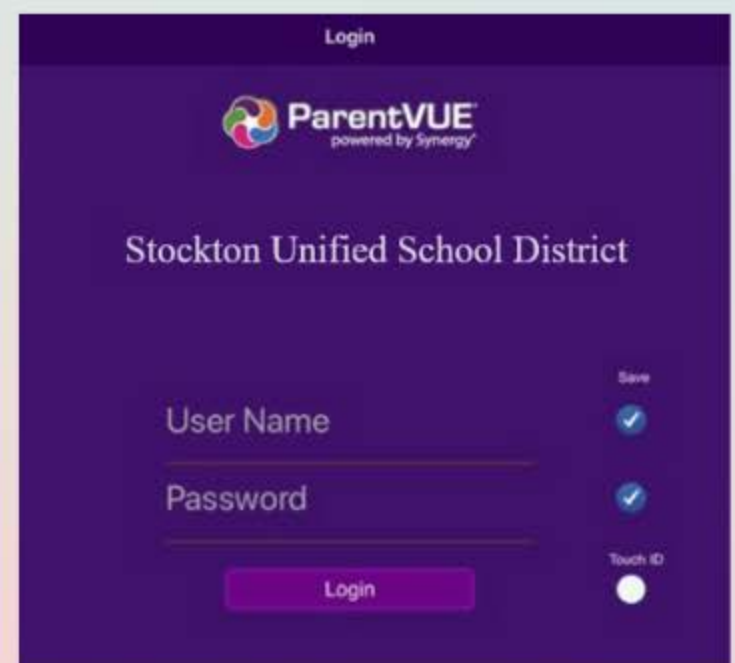 Login
ParentVUE
powered by Synergy
Stockton Unified School District
Save
User Name
Password
Touch ID
Login